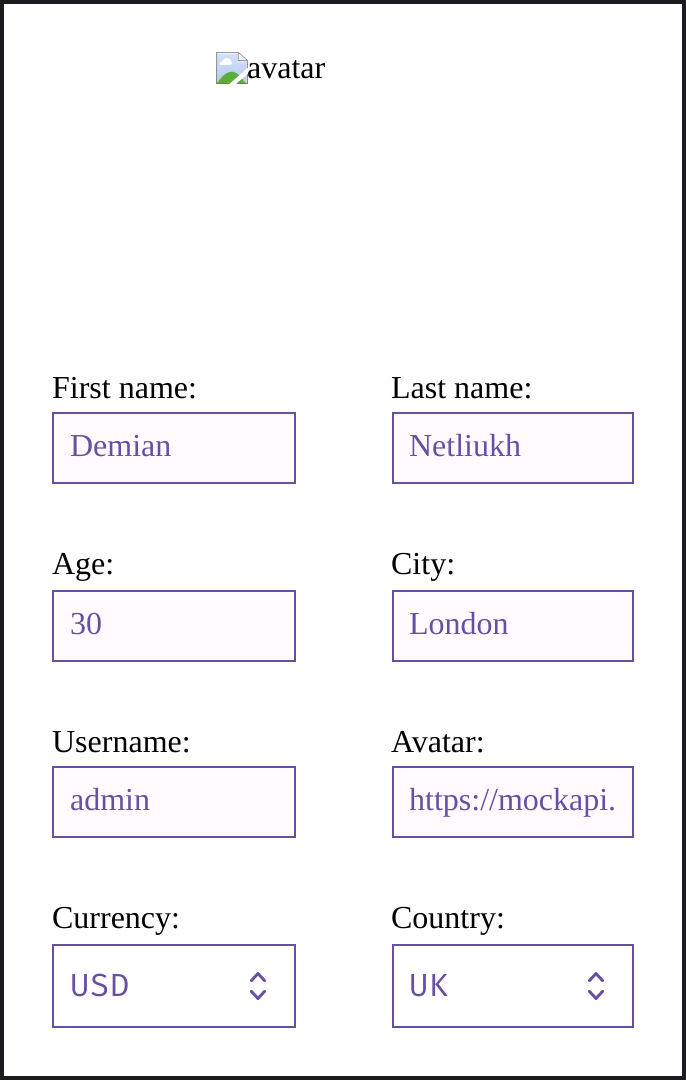 avatar
First name: Last name:
Demian Netliukh
Age: City:
30 London
Username: Avatar:
admin https://mockapi.
Currency: Country:
USD UK